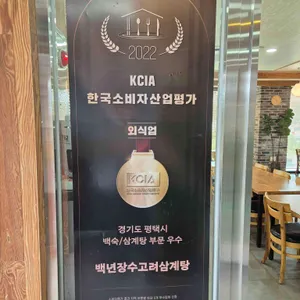 2022
KCIA
한국소비자산업평가
외식업
KCIA
경기도 평택시
백숙/삼계탕 부문 우수
백년장수고려삼계탕